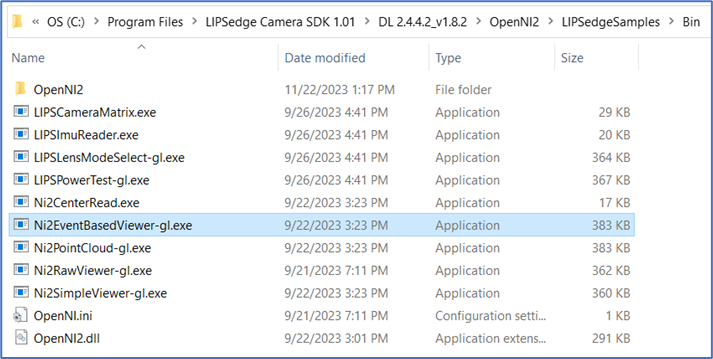 « OS (C:) > Program Files > LIPSedge Camera SDK 1.01 > DL 2.4.4.2_v1.8.2 > OpenNI2 > LIPSedgeSamples > Bin
Name Date modified Type Size
OpenNI2 11/22/2023 1:17 PM File folder
LIPSCameraMatrix.exe 9/26/2023 4:41 PM Application 29 KB
LIPSImuReader.exe 9/26/2023 4:41 PM Application 20 KB
LIPSLensModeSelect-gl.exe 9/26/2023 4:41 PM Application 364 KB
LIPSPowerTest-gl.exe 9/26/2023 4:41 PM Application 367 KB
Ni2CenterRead.exe 9/22/2023 3:23 PM Application 17 KB
Ni2EventBasedViewer-gl.exe 9/22/2023 3:23 PM Application 383 KB
Ni2PointCloud-gl.exe 9/22/2023 3:23 PM Application 383 KB
Ni2RawViewer-gl.exe 9/21/2023 7:11 PM Application 362 KB
Ni2SimpleViewer-gl.exe 9/22/2023 3:23 PM Application 360 KB
OpenNI.ini 9/21/2023 7:11 PM Configuration setti... 1 KB
OpenNI2.dll 9/22/2023 3:01 PM Application extens... 291 KB